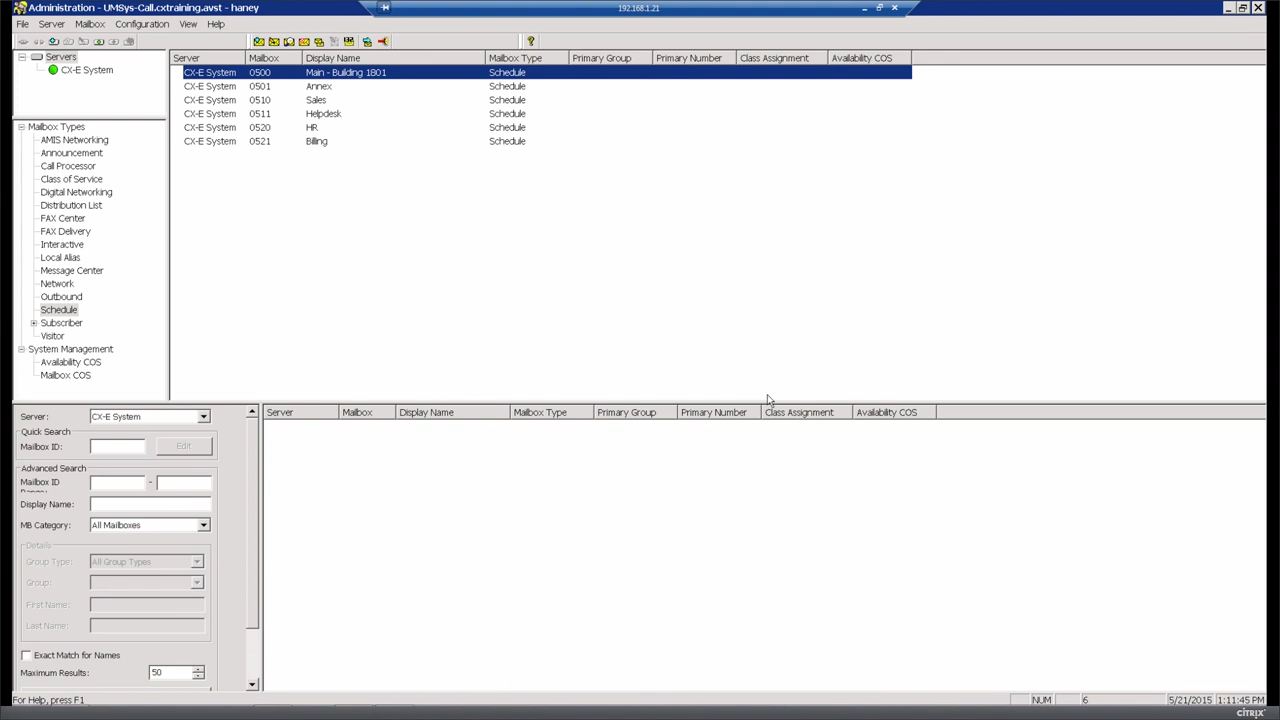 Administration - UMSys-Call.cxtraining.avst - haney
192.168.1.21
File Server Mailbox Configuration View Help
Servers
CX-E System
Server Mailbox Display Name Mailbox Type Primary Group Primary Number Class Assignment Availability COS
CX-E System 0500 Main - Building 1801 Schedule
CX-E System 0501 Annex Schedule
CX-E System 0510 Sales Schedule
CX-E System 0511 Helpdesk Schedule
CX-E System 0520 HR Schedule
CX-E System 0521 Billing Schedule
Mailbox Types
AMIS Networking
Announcement
Call Processor
Class of Service
Digital Networking
Distribution List
FAX Center
FAX Delivery
Interactive
Local Alias
Message Center
Network
Outbound
Schedule
Subscriber
Visitor
System Management
Availability COS
Mailbox COS
Server: CX-E System
Quick Search
Mailbox ID: Edit
Advanced Search
Mailbox ID -
Display Name:
MB Category: All Mailboxes
Details
Group Type: All Group Types
Group:
First Name:
Last Name:
Exact Match for Names
Maximum Results: 50
Server Mailbox Display Name Mailbox Type Primary Group Primary Number Class Assignment Availability COS
For Help, press F1
NUM 6 5/21/2015 1:11:45 PM
CITRIX